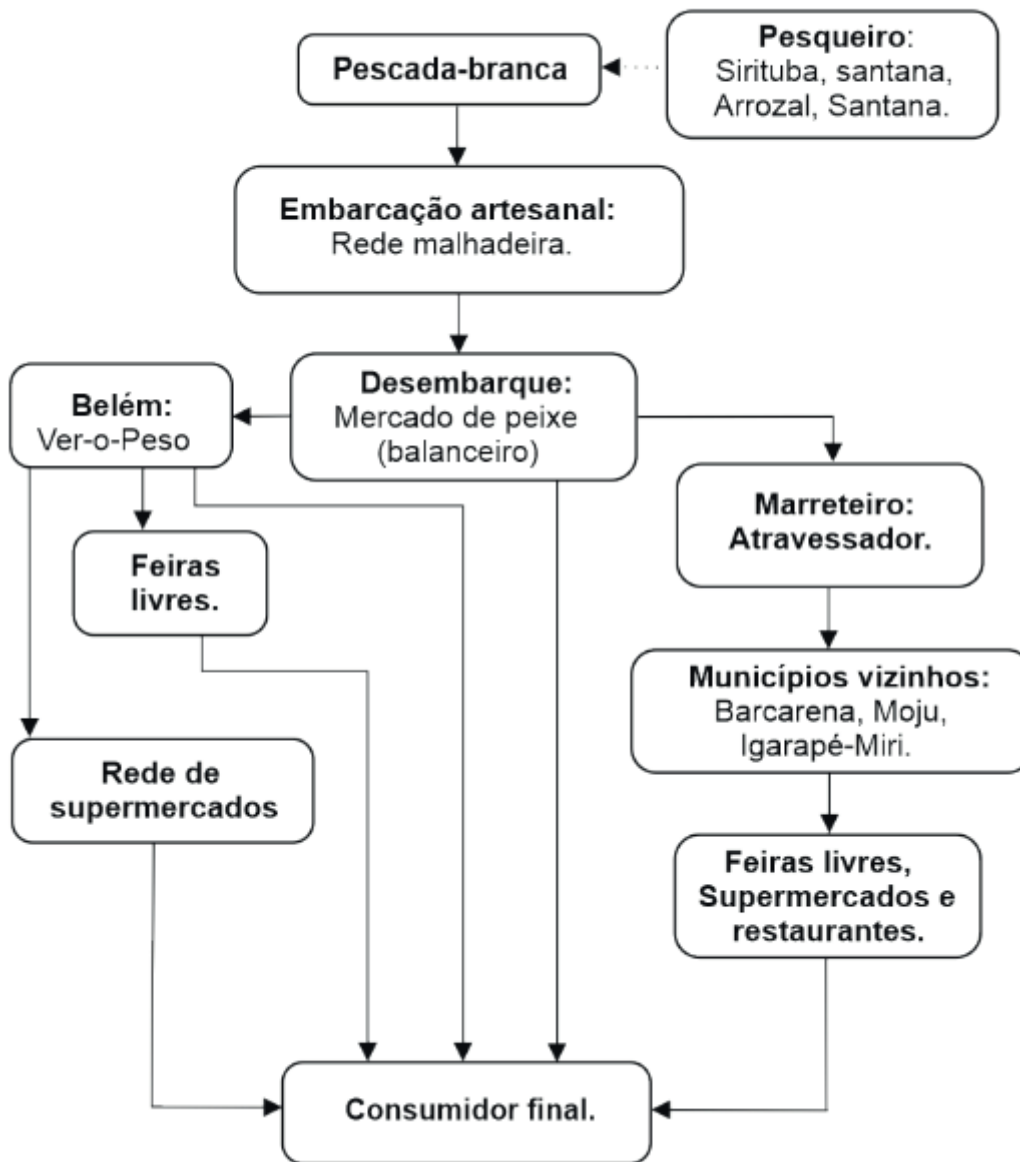 Pescada-branca
Pesqueiro:
Sirituba, santana,
Arrozal, Santana.
Embarcação artesanal:
Rede malhadeira.
Desembarque:
Mercado de peixe
(balanceiro)
Belém:
Ver-o-Peso
Marreteiro:
Atravessador.
Feiras
livres.
Municípios vizinhos:
Barcarena, Moju,
Igarapé-Miri.
Rede de
supermercados
Feiras livres,
Supermercados e
restaurantes.
Consumidor final.